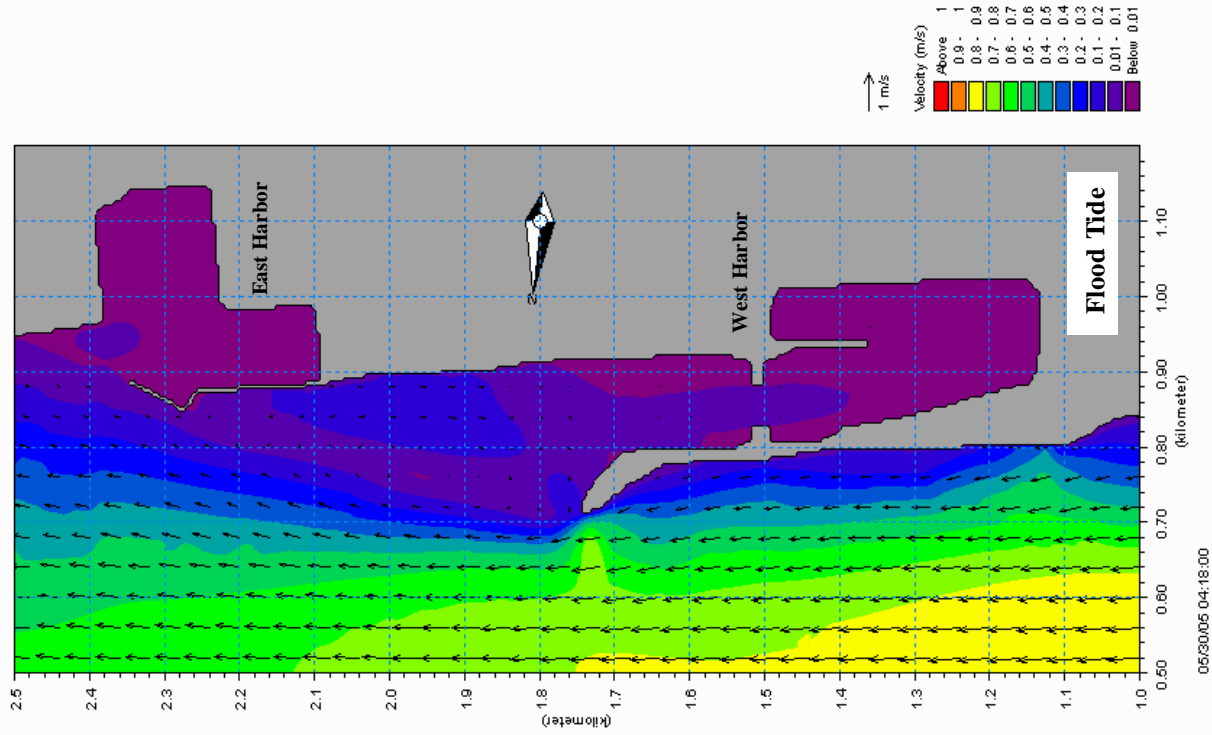 2.5
2.4
2.3
2.2
2.1
2.0
1.9
1.8
1.7
1.6
1.5
1.4
1.3
1.2
1.1
1.0
(kilometer)
0.50
0.60
0.70
0.80
0.90
1.00
1.10
(kilometer)
05/30/05 04:18:00
East Harbor
N
West Harbor
Flood Tide
1 m/s
Velocity (m/s)
Above 1
0.9 - 1
0.8 - 0.9
0.7 - 0.8
0.6 - 0.7
0.5 - 0.6
0.4 - 0.5
0.3 - 0.4
0.2 - 0.3
0.1 - 0.2
0.01 - 0.1
Below 0.01